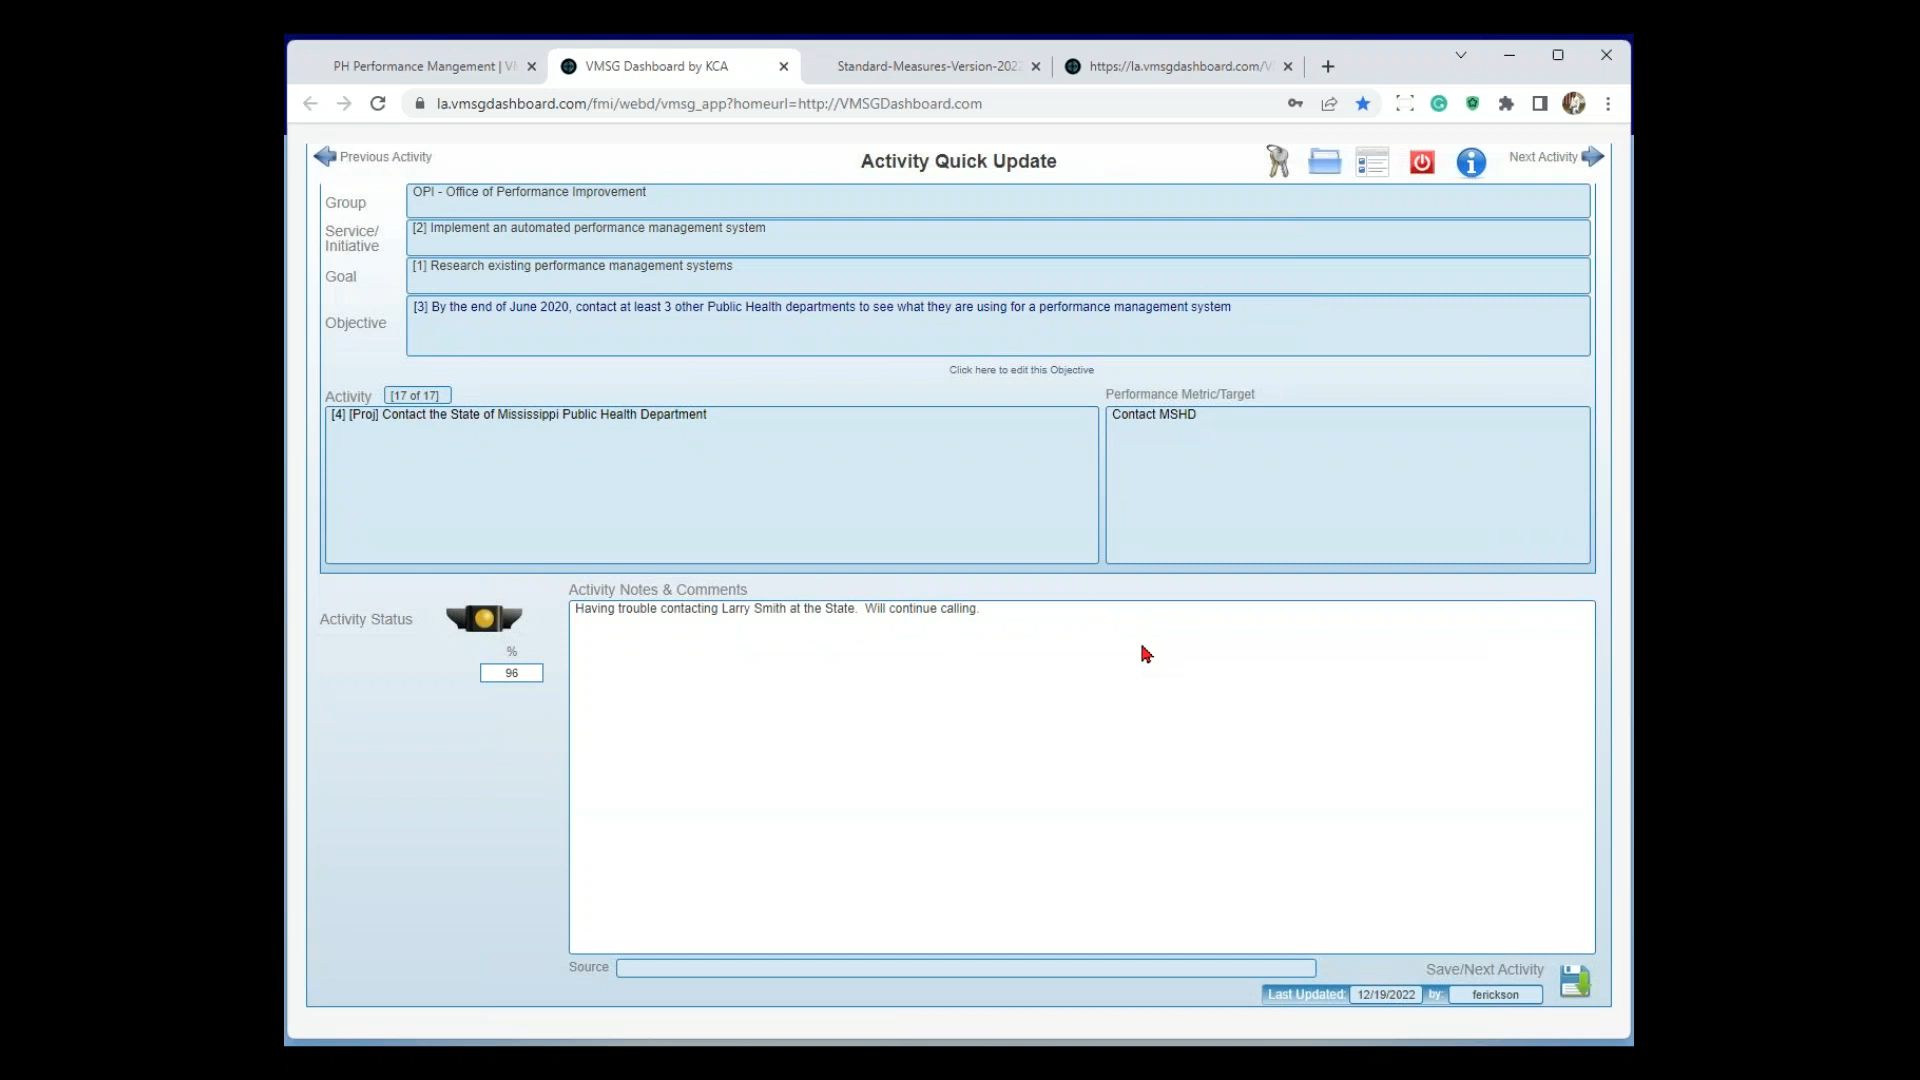 PH Performance Mangement | V
VMSG Dashboard by KCA
Standard-Measures-Version-202
https://la.vmsgdashboard.com/V
la.vmsgdashboard.com/fmi/webd/vmsg_app?homeurl=http://VMSGDashboard.com
Previous Activity
Activity Quick Update
Next Activity
Group
OPI - Office of Performance Improvement
Service/
Initiative
[2] Implement an automated performance management system
Goal
[1] Research existing performance management systems
Objective
[3] By the end of June 2020, contact at least 3 other Public Health departments to see what they are using for a performance management system
Click here to edit this Objective
Activity
[17 of 17]
Performance Metric/Target
[4] [Proj] Contact the State of Mississippi Public Health Department
Contact MSHD
Activity Notes & Comments
Having trouble contacting Larry Smith at the State. Will continue calling.
Activity Status
%
96
Source
Save/Next Activity
Last Updated: 12/19/2022 by: ferickson